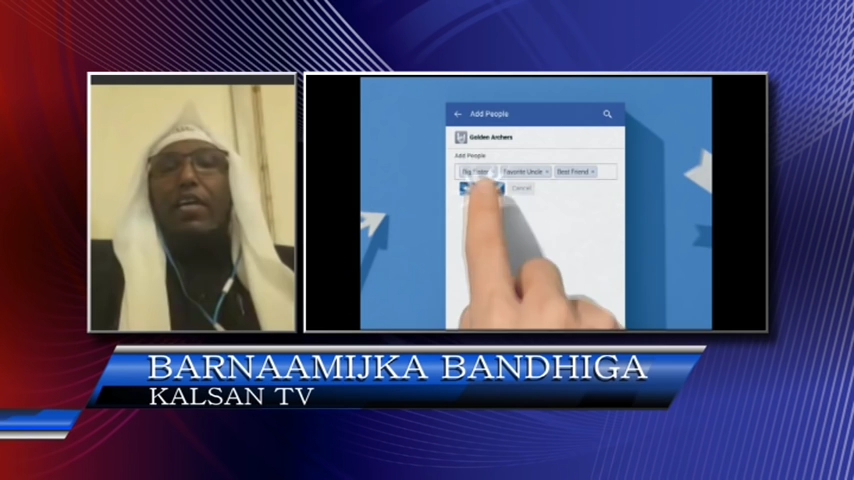 Add People
Golden Archers
Add People
Favorite Uncle
Best Friend
Cancel
BARNAAMIJKA BANDHIGA
KALSAN TV